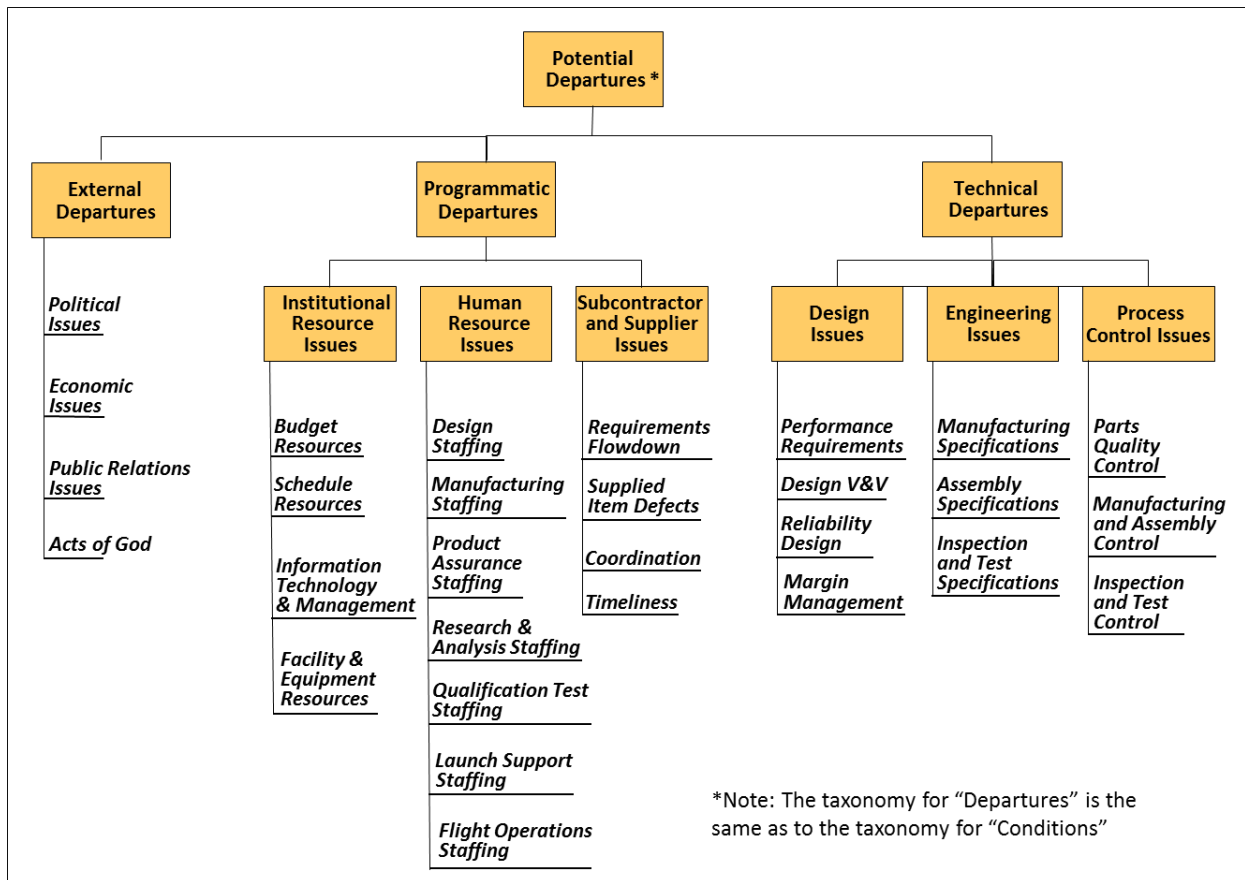 Potential
Departures *
External
Departures
Programmatic
Departures
Technical
Departures
Political
Issues
Economic
Issues
Public Relations
Issues
Acts of God
Institutional
Resource
Issues
Budget
Resources
Schedule
Resources
Information
Technology
& Management
Facility &
Equipment
Resources
Human
Resource
Issues
Design
Staffing
Manufacturing
Staffing
Product
Assurance
Staffing
Research &
Analysis Staffing
Qualification Test
Staffing
Launch Support
Staffing
Flight Operations
Staffing
Subcontractor
and Supplier
Issues
Requirements
Flowdown
Supplied
Item Defects
Coordination
Timeliness
Design
Issues
Performance
Requirements
Design V&V
Reliability
Design
Margin
Management
Engineering
Issues
Manufacturing
Specifications
Assembly
Specifications
Inspection
and Test
Specifications
Process
Control Issues
Parts
Quality
Control
Manufacturing
and Assembly
Control
Inspection
and Test
Control
*Note: The taxonomy for “Departures” is the
same as to the taxonomy for “Conditions”